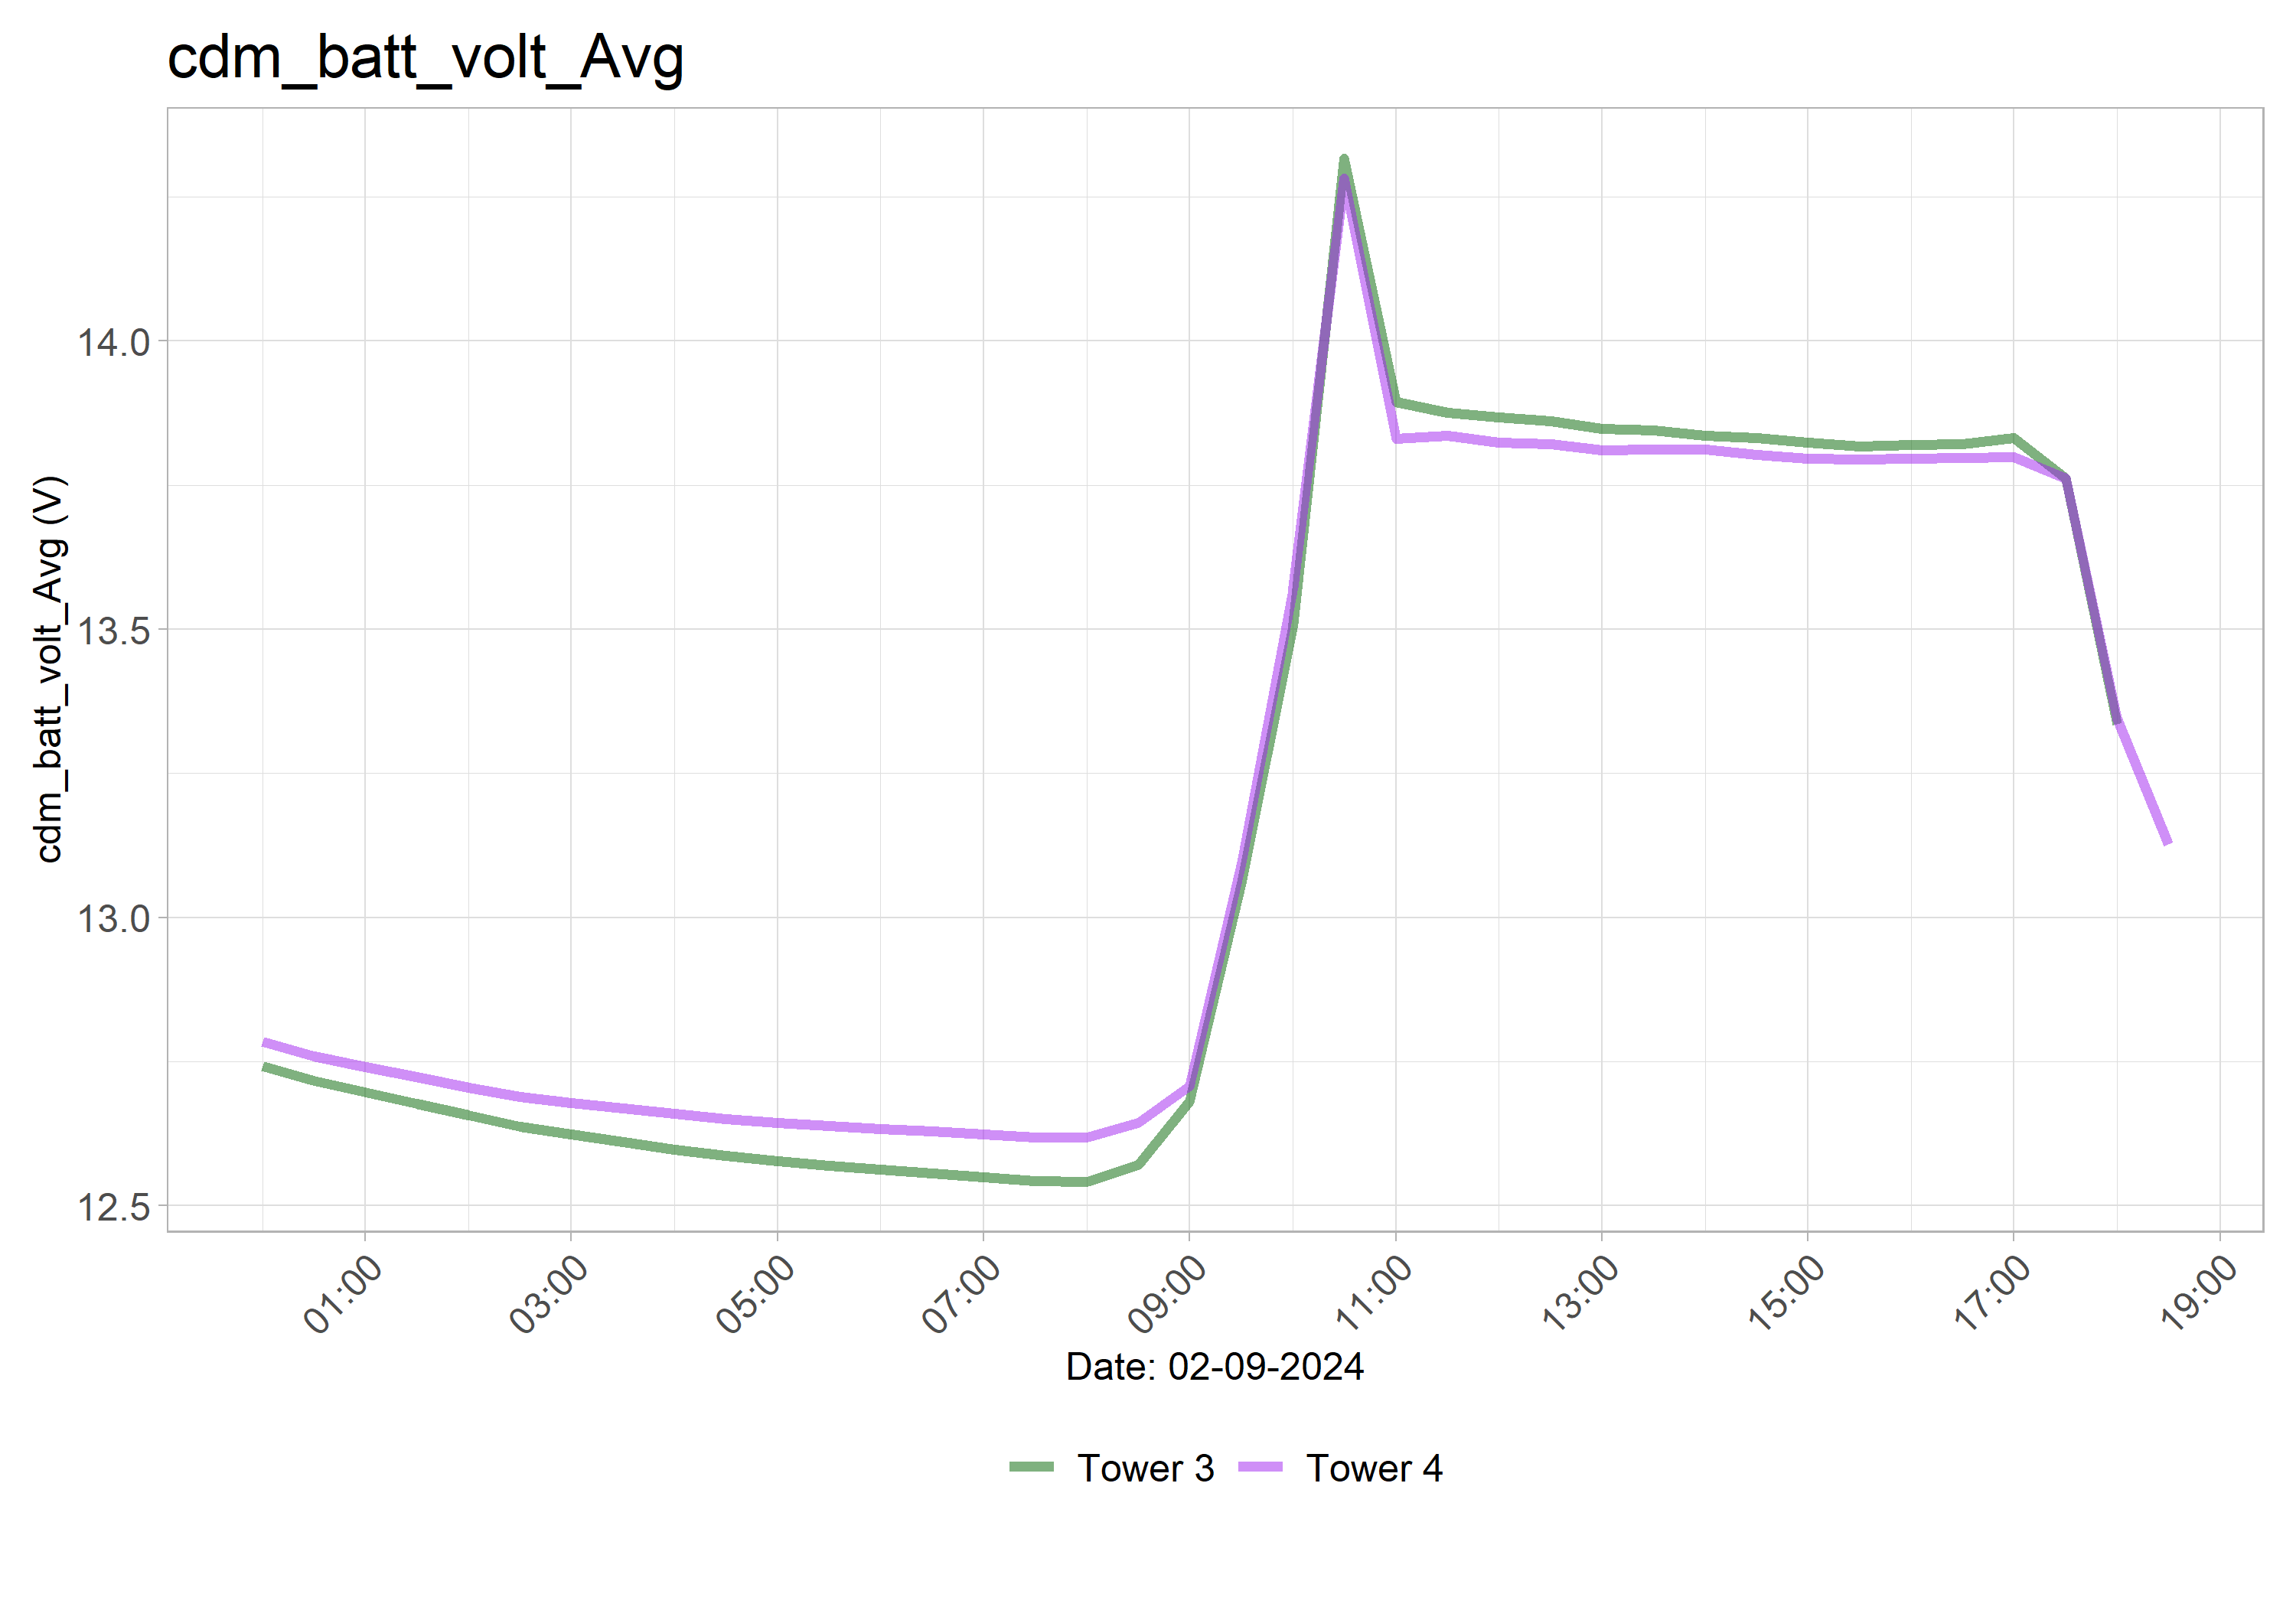 cdm_batt_volt_Avg
cdm_batt_volt_Avg (V)
14.0
13.5
13.0
12.5
01:00
03:00
05:00
07:00
09:00
11:00
13:00
15:00
17:00
19:00
Date: 02-09-2024
Tower 3
Tower 4